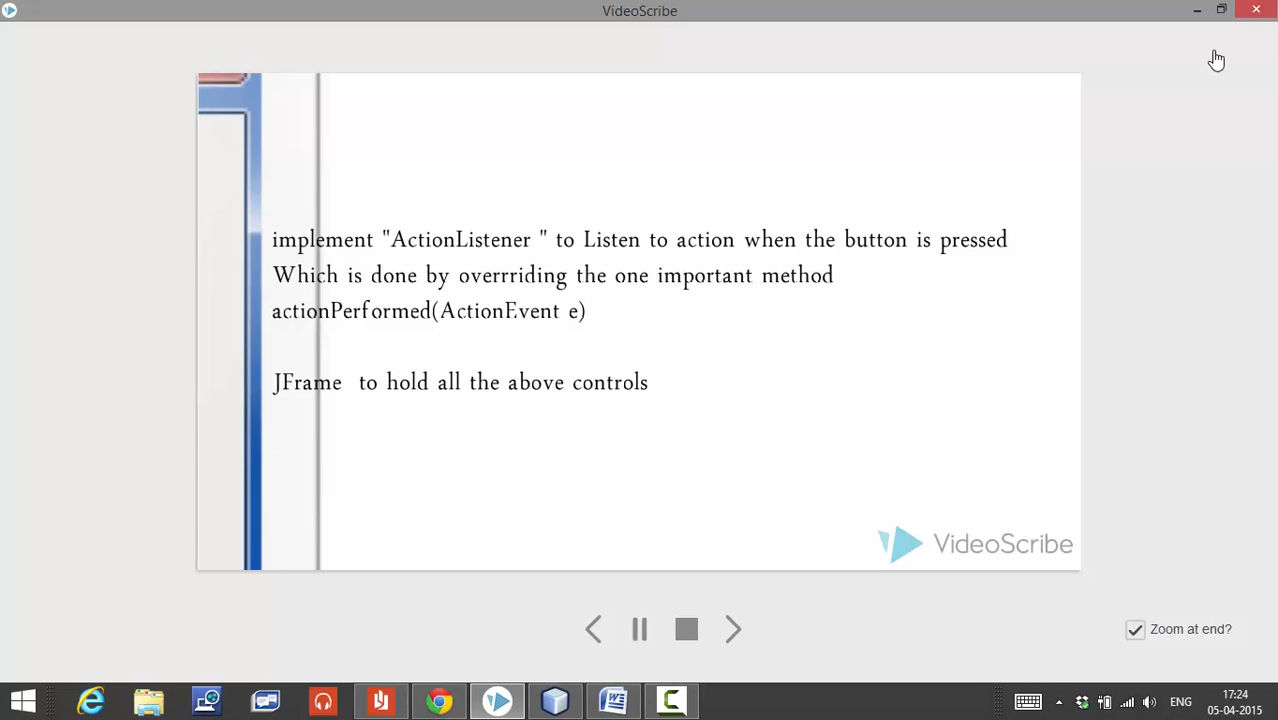 VideoScribe
implement "ActionListener " to Listen to action when the button is pressed
Which is done by overrriding the one important method
actionPerformed(ActionEvent e)
JFrame  to hold all the above controls
VideoScribe
Zoom at end?
ENG
17:24
05-04-2015